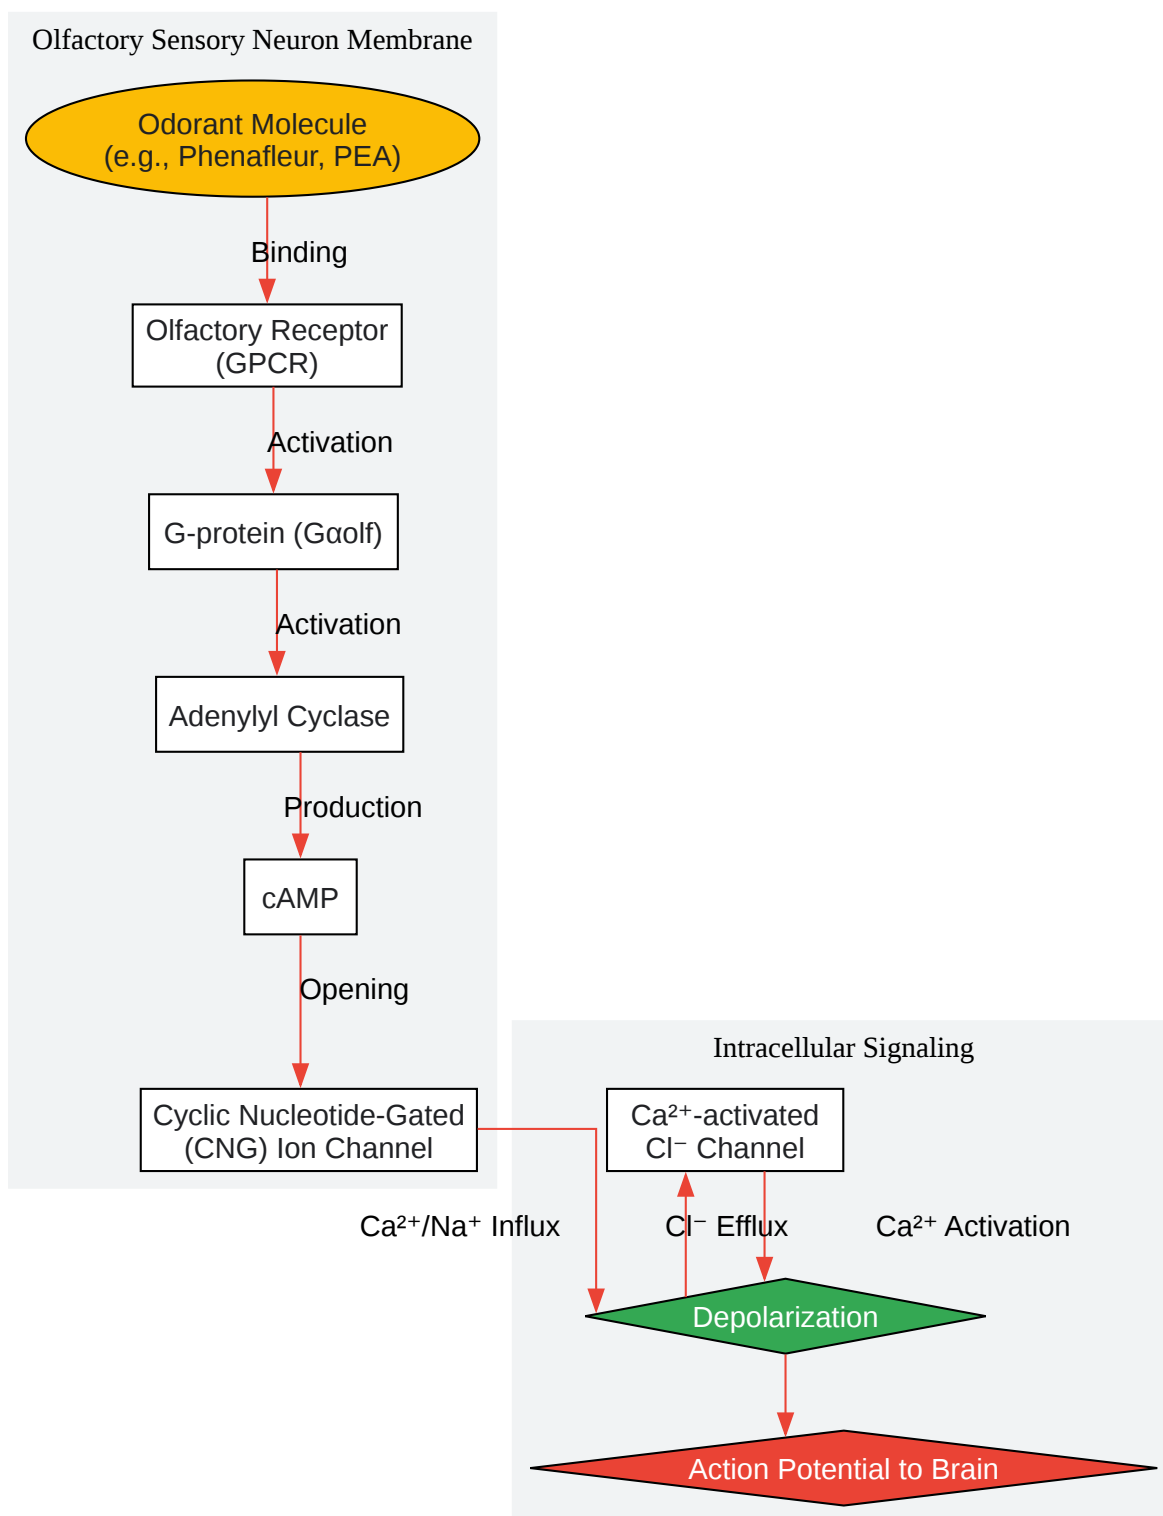 Olfactory Sensory Neuron Membrane
Odorant Molecule
(e.g., Phenafleur, PEA)
Binding
Olfactory Receptor
(GPCR)
Activation
G-protein (Gαolf)
Activation
Adenylyl Cyclase
Production
cAMP
Opening
Cyclic Nucleotide-Gated
(CNG) Ion Channel
Intracellular Signaling
Ca²⁺-activated
Cl⁻ Channel
Ca²⁺/Na⁺ Influx
Cl⁻ Efflux
Ca²⁺ Activation
Depolarization
Action Potential to Brain